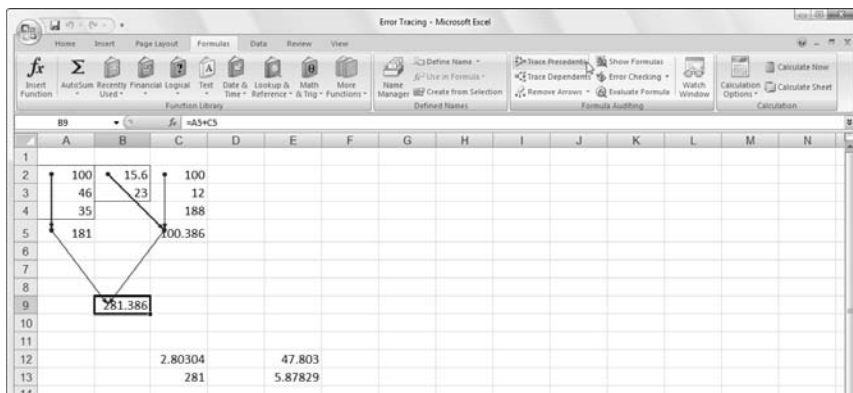 Error Tracing - Microsoft Excel
Home Insert Page Layout Formulas Data Review View
fx Insert Function
Σ AutoSum
Recently Used
Financial
Logical
Text
Date & Time
Lookup & Reference
Math & Trig
More Functions
Function Library
Name Manager
Define Name
Use in Formula
Create from Selection
Defined Names
Trace Precedents
Trace Dependents
Remove Arrows
Show Formulas
Error Checking
Evaluate Formula
Watch Window
Formula Auditing
Calculation Options
Calculate Now
Calculate Sheet
Calculation
B9 fx =A5+C5
A B C D E F G H I J K L M N
1
2 100 15.6 100
3 46 23 12
4 35 188
5 181 100.386
6
7
8
9 281.386
10
11
12 2.80304 47.803
13 281 5.87829
14